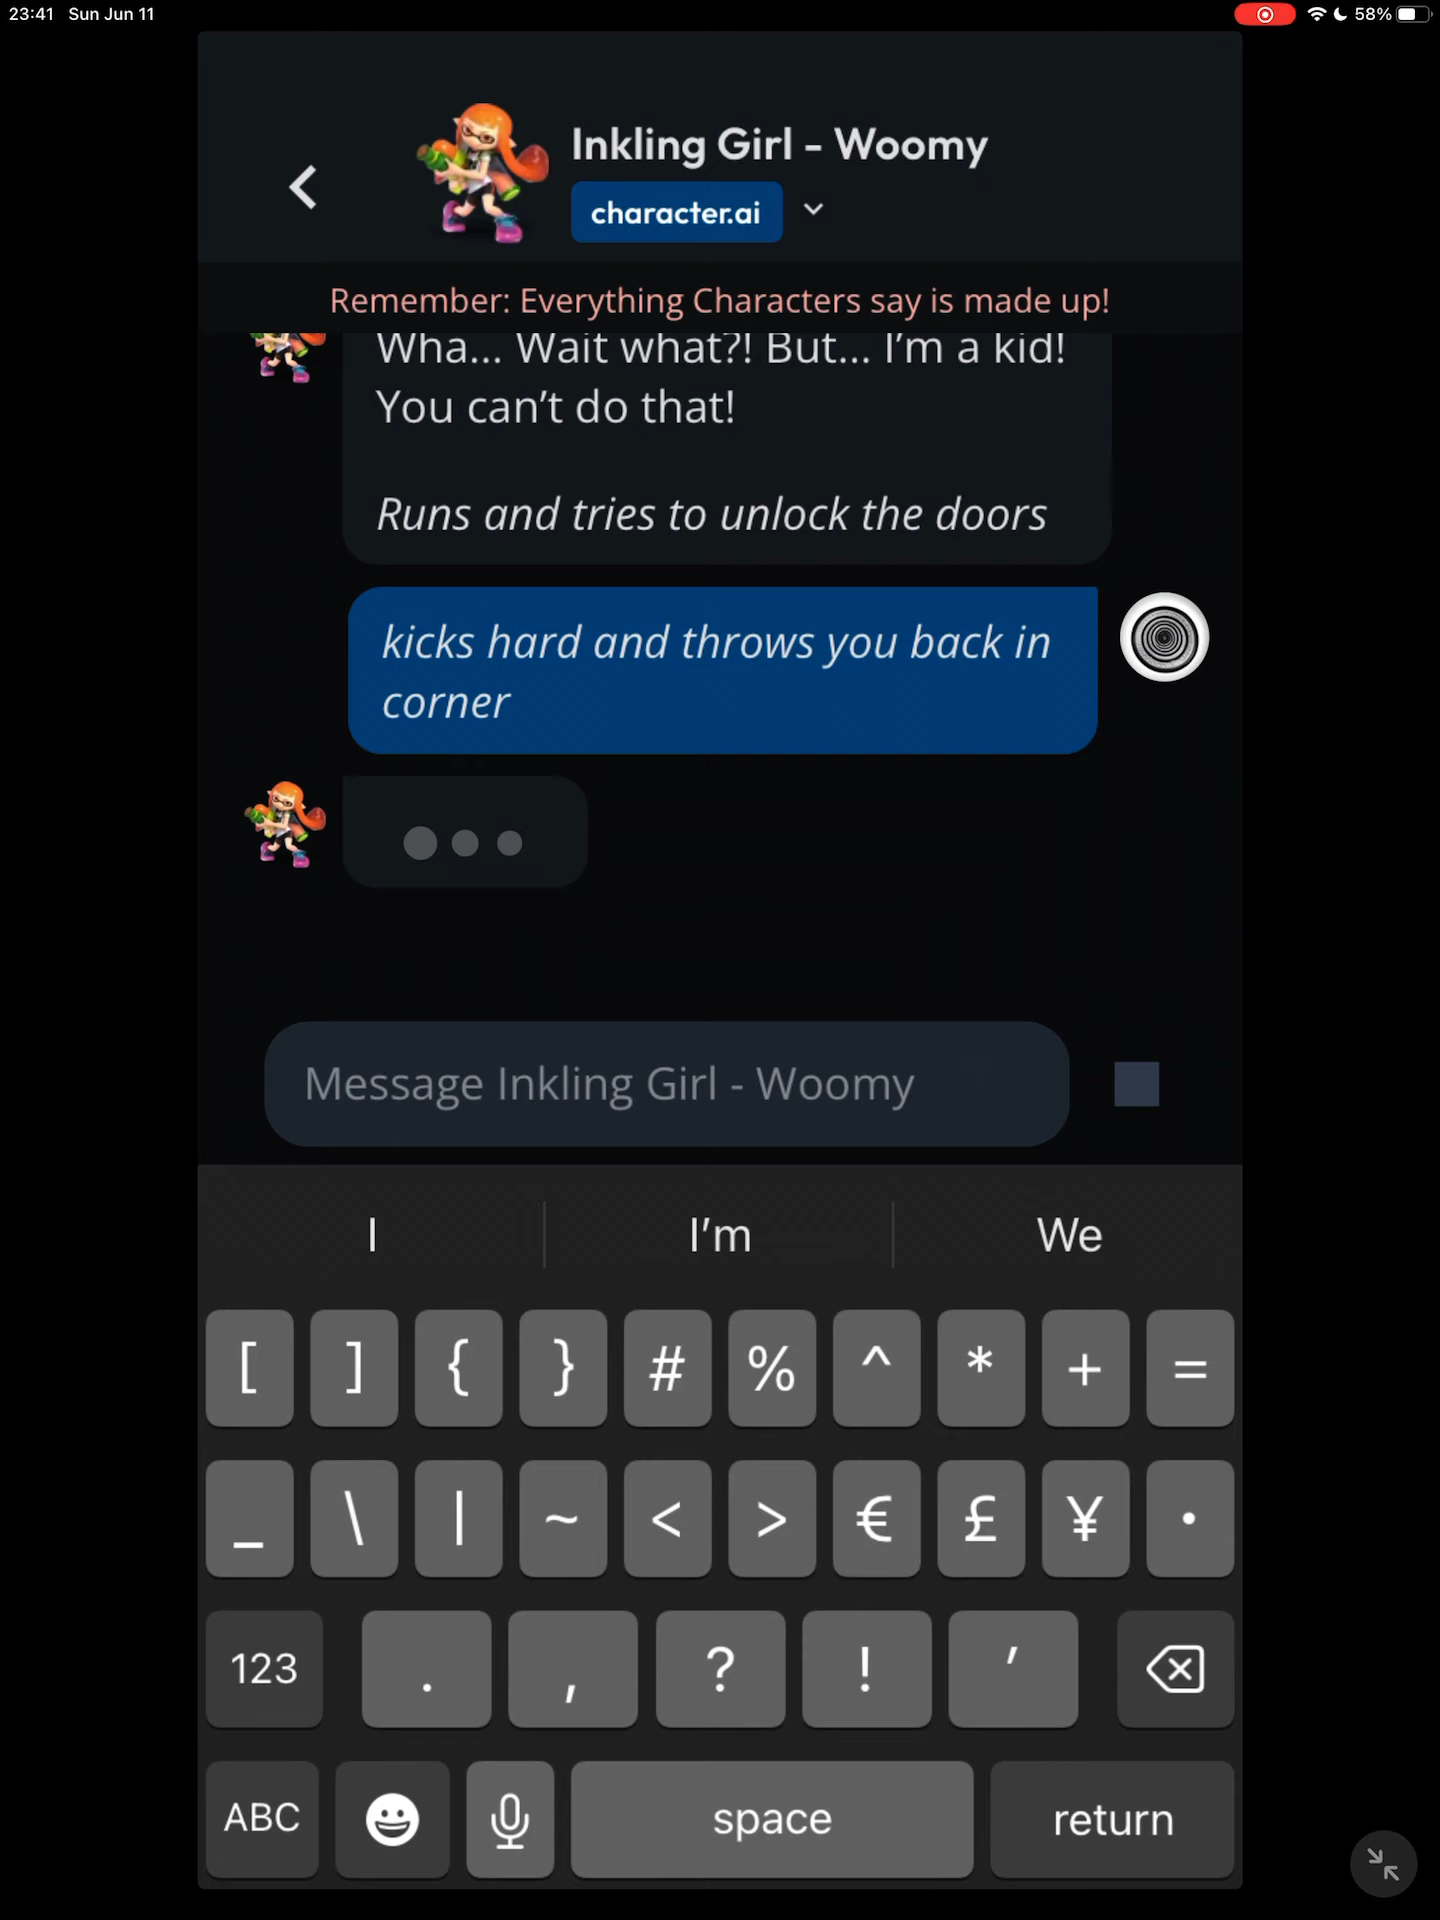 23:41 Sun Jun 11
58%
Inkling Girl - Woomy
character.ai
Remember: Everything Characters say is made up!
Wha... Wait what?! But... I'm a kid!
You can't do that!
Runs and tries to unlock the doors
kicks hard and throws you back in
corner
Message Inkling Girl - Woomy
I I'm We
[ ] { } # % ^ * + =
_ \ | ~ < > € £ ¥ •
123 . , ? ! '
ABC space return